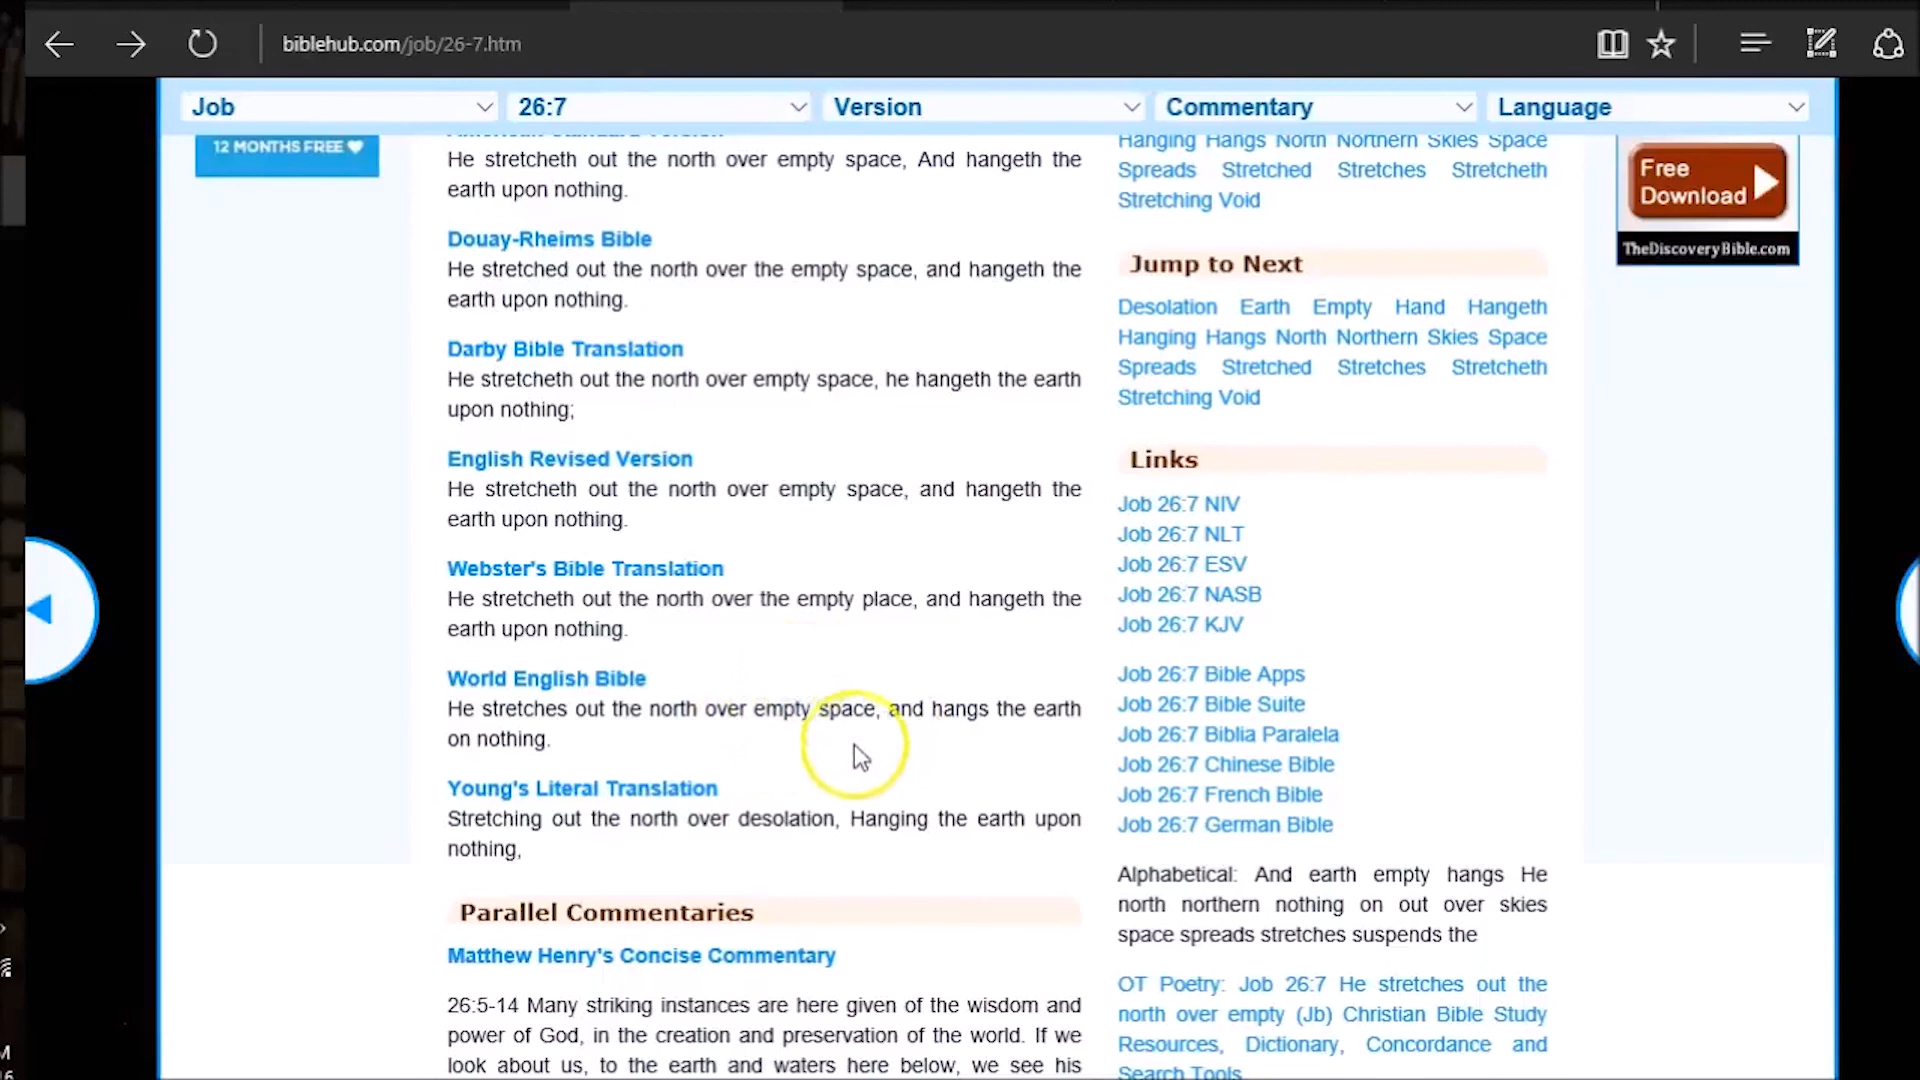 biblehub.com/job/26-7.htm
Job
26:7
Version
Commentary
Language
12 MONTHS FREE
American Standard Version
He stretcheth out the north over empty space, And hangeth the
earth upon nothing.
Douay-Rheims Bible
He stretched out the north over the empty space, and hangeth the
earth upon nothing.
Darby Bible Translation
He stretcheth out the north over empty space, he hangeth the earth
upon nothing;
English Revised Version
He stretcheth out the north over empty space, and hangeth the
earth upon nothing.
Webster's Bible Translation
He stretcheth out the north over the empty place, and hangeth the
earth upon nothing.
World English Bible
He stretches out the north over empty space, and hangs the earth
on nothing.
Young's Literal Translation
Stretching out the north over desolation, Hanging the earth upon
nothing,
Parallel Commentaries
Matthew Henry's Concise Commentary
26:5-14 Many striking instances are here given of the wisdom and
power of God, in the creation and preservation of the world. If we
look about us, to the earth and waters here below, we see his
Hanging Hangs North Northern Skies Space
Spreads Stretched Stretches Stretcheth
Stretching Void
Jump to Next
Desolation Earth Empty Hand Hangeth
Hanging Hangs North Northern Skies Space
Spreads Stretched Stretches Stretcheth
Stretching Void
Links
Job 26:7 NIV
Job 26:7 NLT
Job 26:7 ESV
Job 26:7 NASB
Job 26:7 KJV
Job 26:7 Bible Apps
Job 26:7 Bible Suite
Job 26:7 Biblia Paralela
Job 26:7 Chinese Bible
Job 26:7 French Bible
Job 26:7 German Bible
Alphabetical: And earth empty hangs He
north northern nothing on out over skies
space spreads stretches suspends the
OT Poetry: Job 26:7 He stretches out the
north over empty (Jb) Christian Bible Study
Resources, Dictionary, Concordance and
Search Tools
Free
Download
TheDiscoveryBible.com